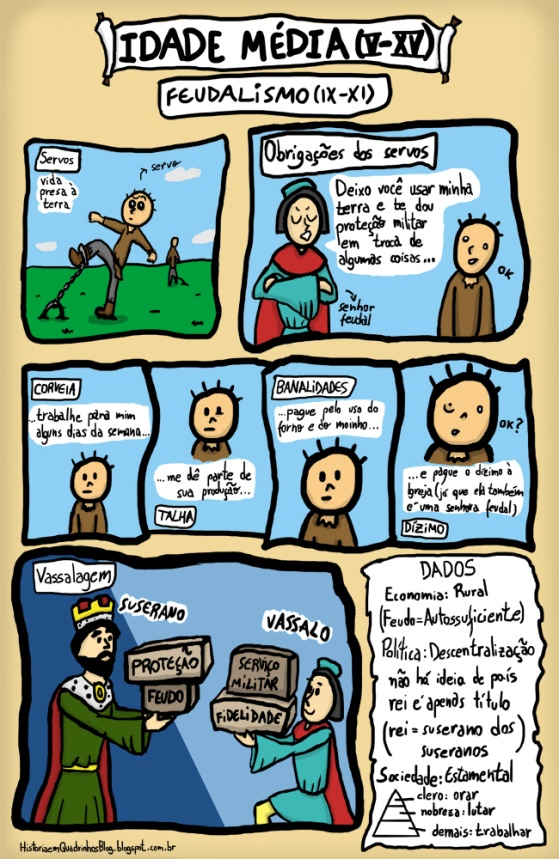 IDADE MÉDIA (V-XV)
FEUDALISMO (IX-XI)
Servos
servo
vida
presa à
terra
Obrigações dos servos
Deixo você usar minha
terra e te dou
proteção militar
em troca de
algumas coisas...
OK
senhor
feudal
CORVEIA
...trabalhe para mim
alguns dias da semana...
...me dê parte de
sua produção...
TALHA
BANALIDADES
...pague pelo uso do
forno e do moinho...
OK?
...e pague o dízimo à
Igreja (já que ela também
é uma senhora feudal)
DÍZIMO
Vassalagem
SUSERANO
VASSALO
PROTEÇÃO
FEUDO
SERVIÇO
MILITAR
FIDELIDADE
DADOS
Economia: Rural
(Feudo=Autossuficiente)
Política: Descentralização
não há ideia de país
rei é apenas título
(rei = suserano dos
suseranos)
Sociedade: Estamental
clero: orar
nobreza: lutar
demais: trabalhar
HistoriaemQuadrinhosBlog.blogspot.com.br